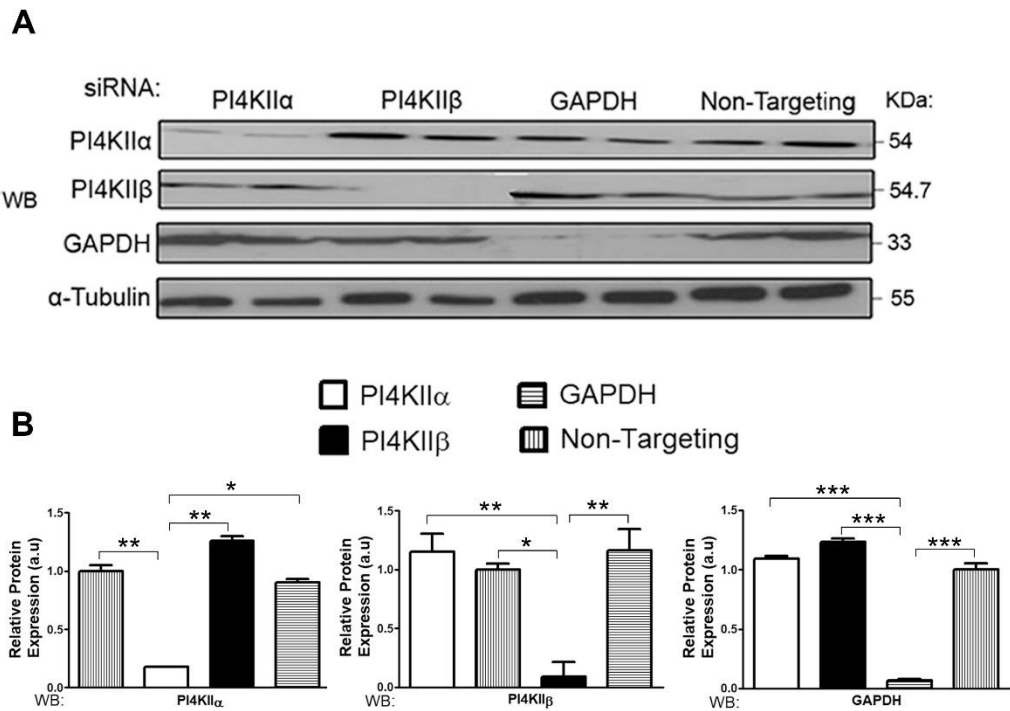 A
siRNA: PI4KIIα PI4KIIβ GAPDH Non-Targeting KDa:
PI4KIIα 54
WB PI4KIIβ 54.7
GAPDH 33
α-Tubulin 55
PI4KIIα GAPDH
B
PI4KIIβ Non-Targeting
* ** **
1.5
1.0
0.5
0.0
Relative Protein
Expression (a.u)
WB: PI4KIIα
** ** *
1.5
1.0
0.5
0.0
Relative Protein
Expression (a.u)
WB: PI4KIIβ
*** *** ***
1.5
1.0
0.5
0.0
Relative Protein
Expression (a.u)
WB: GAPDH